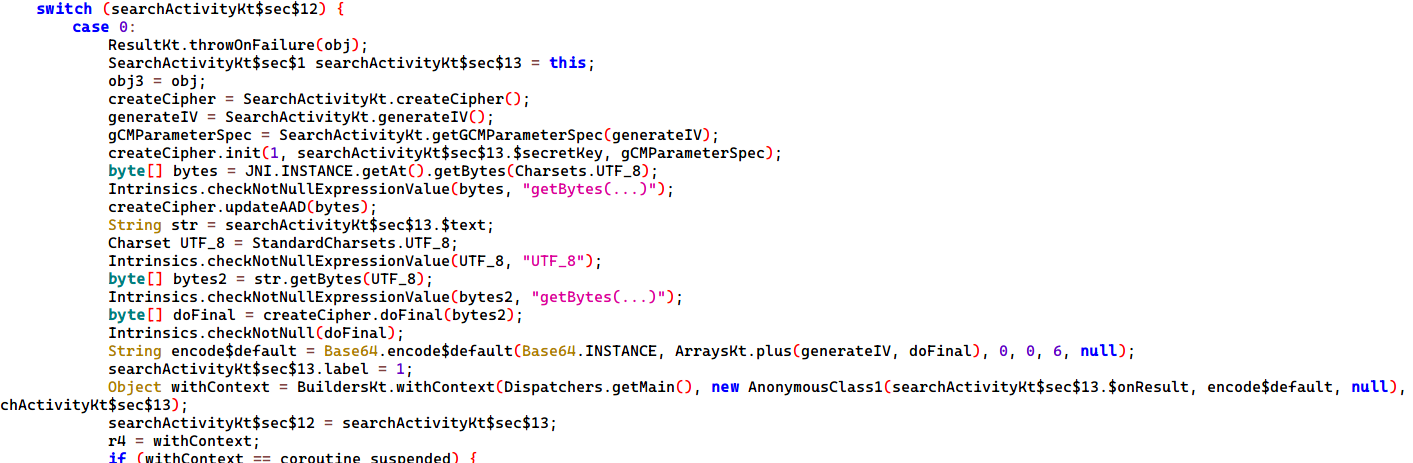 switch (searchActivityKt$sec$12) {
case 0:
ResultKt.throwOnFailure(obj);
SearchActivityKt$sec$1 searchActivityKt$sec$13 = this;
obj3 = obj;
createCipher = SearchActivityKt.createCipher();
generateIV = SearchActivityKt.generateIV();
gCMParameterSpec = SearchActivityKt.getGCMParameterSpec(generateIV);
createCipher.init(1, searchActivityKt$sec$13.$secretKey, gCMParameterSpec);
byte[] bytes = JNI.INSTANCE.getAt().getBytes(Charsets.UTF_8);
Intrinsics.checkNotNullExpressionValue(bytes, "getBytes(...)");
createCipher.updateAAD(bytes);
String str = searchActivityKt$sec$13.$text;
Charset UTF_8 = StandardCharsets.UTF_8;
Intrinsics.checkNotNullExpressionValue(UTF_8, "UTF_8");
byte[] bytes2 = str.getBytes(UTF_8);
Intrinsics.checkNotNullExpressionValue(bytes2, "getBytes(...)");
byte[] doFinal = createCipher.doFinal(bytes2);
Intrinsics.checkNotNull(doFinal);
String encode$default = Base64.encode$default(Base64.INSTANCE, ArraysKt.plus(generateIV, doFinal), 0, 0, 6, null);
searchActivityKt$sec$13.label = 1;
Object withContext = BuildersKt.withContext(Dispatchers.getMain(), new AnonymousClass1(searchActivityKt$sec$13.$onResult, encode$default, null),
chActivityKt$sec$13);
searchActivityKt$sec$12 = searchActivityKt$sec$13;
r4 = withContext;
if (withContext == coroutine_suspended) {